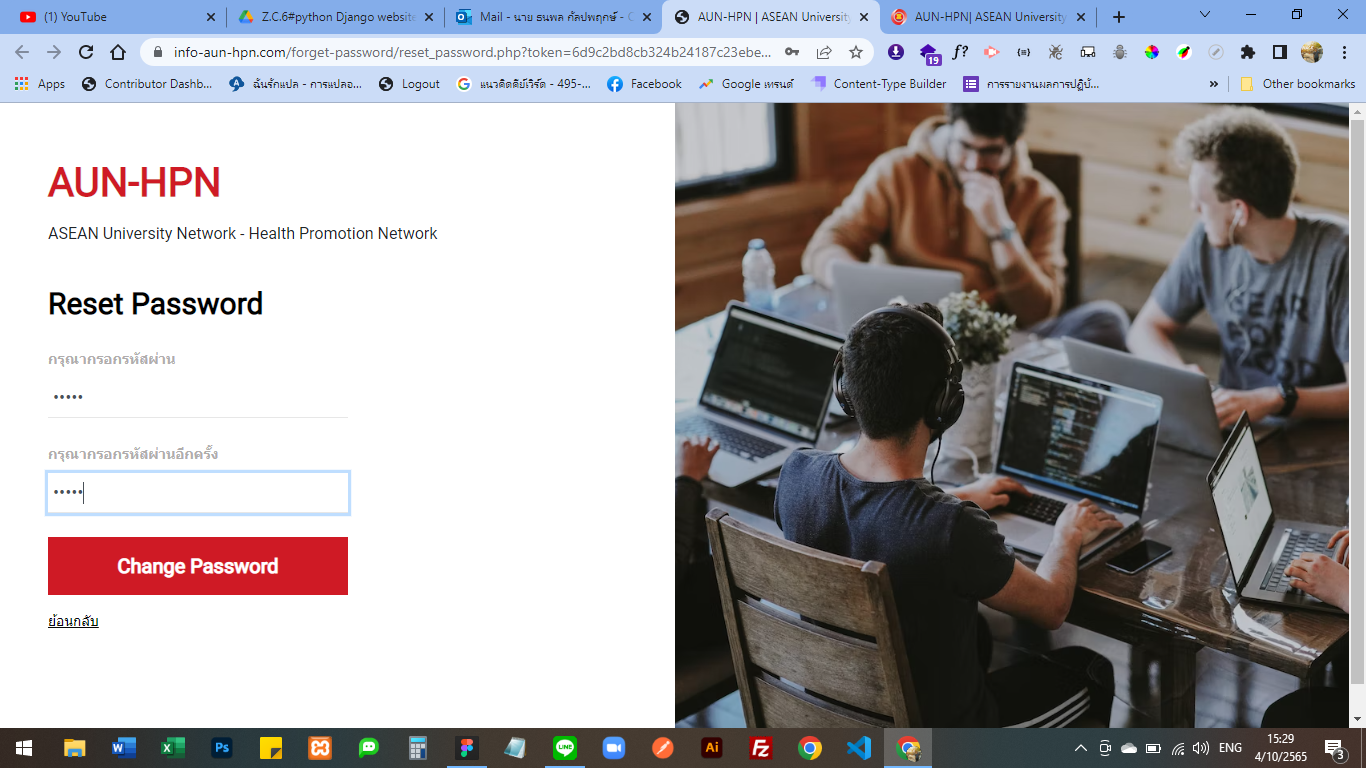 (1) YouTube
Z.C.6#python Django website
Mail - นาย ธนพล กัลปพฤกษ์ -
AUN-HPN | ASEAN University
AUN-HPN| ASEAN University
info-aun-hpn.com/forget-password/reset_password.php?token=6d9c2bd8cb324b24187c23ebe...
19
Apps
Contributor Dashb...
ฉันรักแปล - การแปลอ...
Logout
แนวคิดคีย์เวิร์ด - 495-...
Facebook
Google เทรนด์
Content-Type Builder
การรายงานผลการปฏิบั...
»
Other bookmarks
AUN-HPN
ASEAN University Network - Health Promotion Network
Reset Password
กรุณากรอกรหัสผ่าน
•••••
กรุณากรอกรหัสผ่านอีกครั้ง
•••••
Change Password
ย้อนกลับ
ENG
15:29
4/10/2565
3